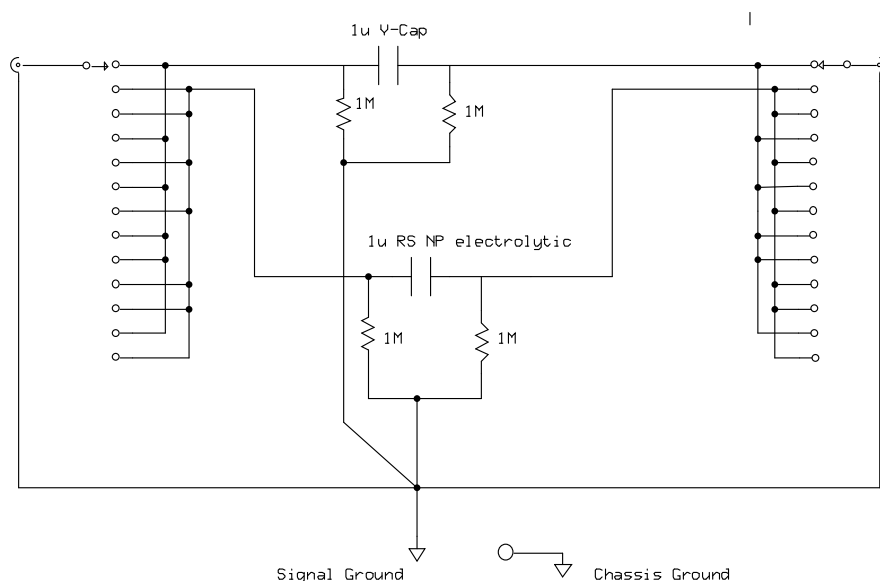 1u Y-Cap
1M
1M
1u RS NP electrolytic
1M
1M
Signal Ground
Chassis Ground